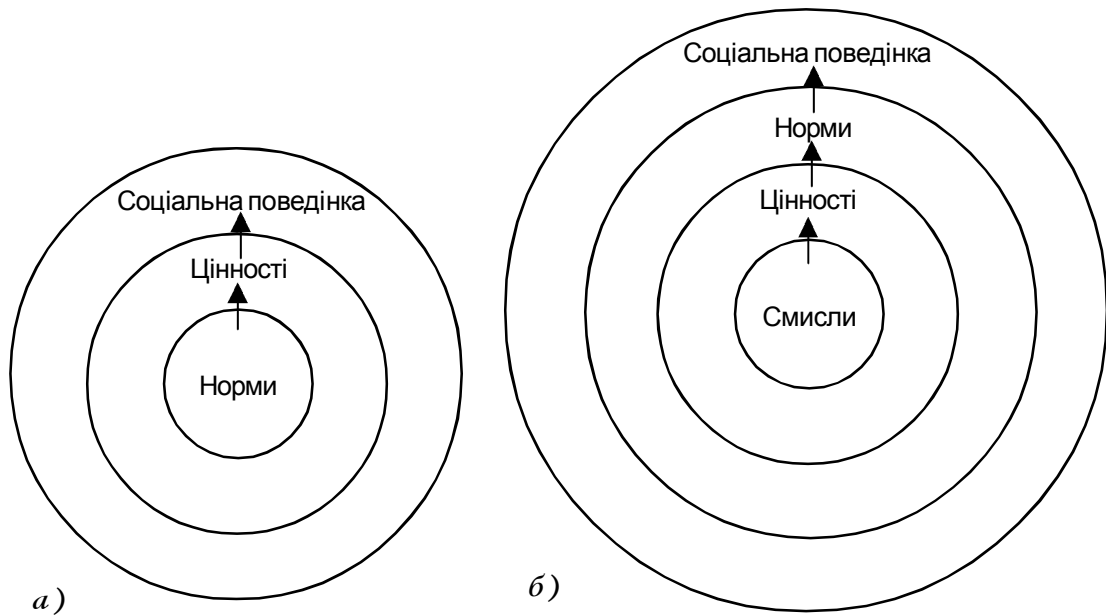 Соціальна поведінка
Цінності
Норми
а)
Соціальна поведінка
Норми
Цінності
Смисли
б)